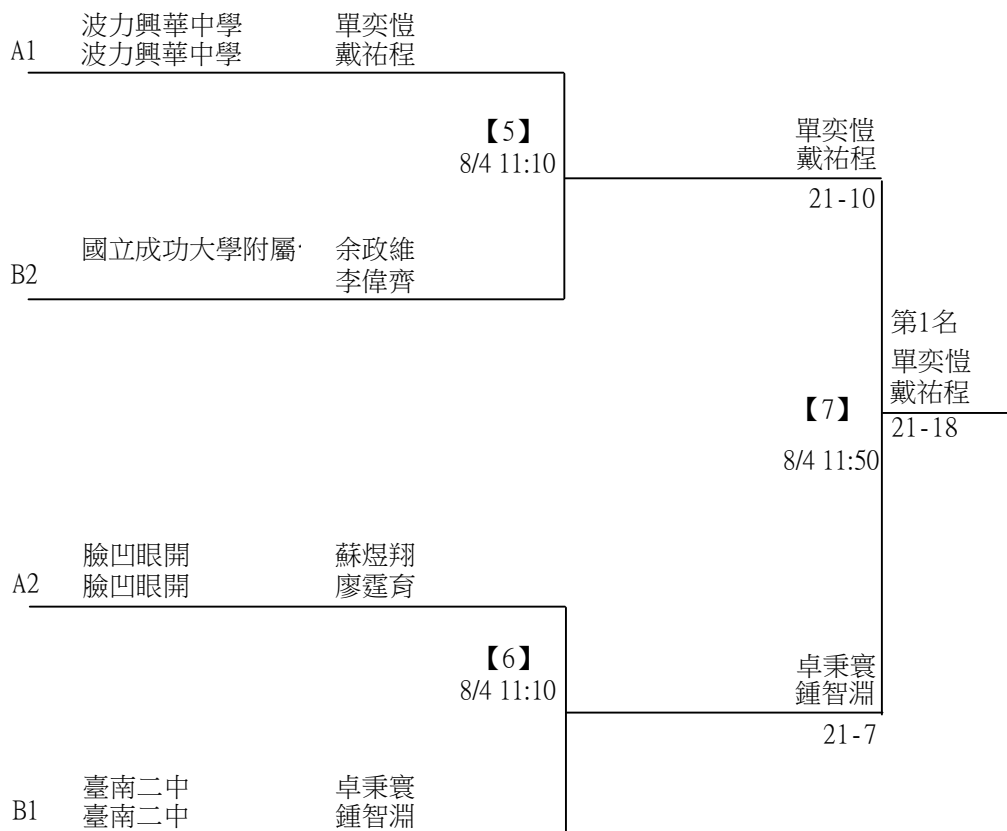 波力興華中學 單奕愷
A1 波力興華中學 戴祐程
【5】
8/4 11:10
單奕愷
戴祐程
21-10
國立成功大學附屬 余政維
B2 李偉齊
第1名
單奕愷
戴祐程
21-18
【7】
8/4 11:50
臉凹眼開 蘇煜翔
A2 臉凹眼開 廖霆育
【6】
8/4 11:10
卓秉寰
鍾智淵
21-7
臺南二中 卓秉寰
B1 臺南二中 鍾智淵